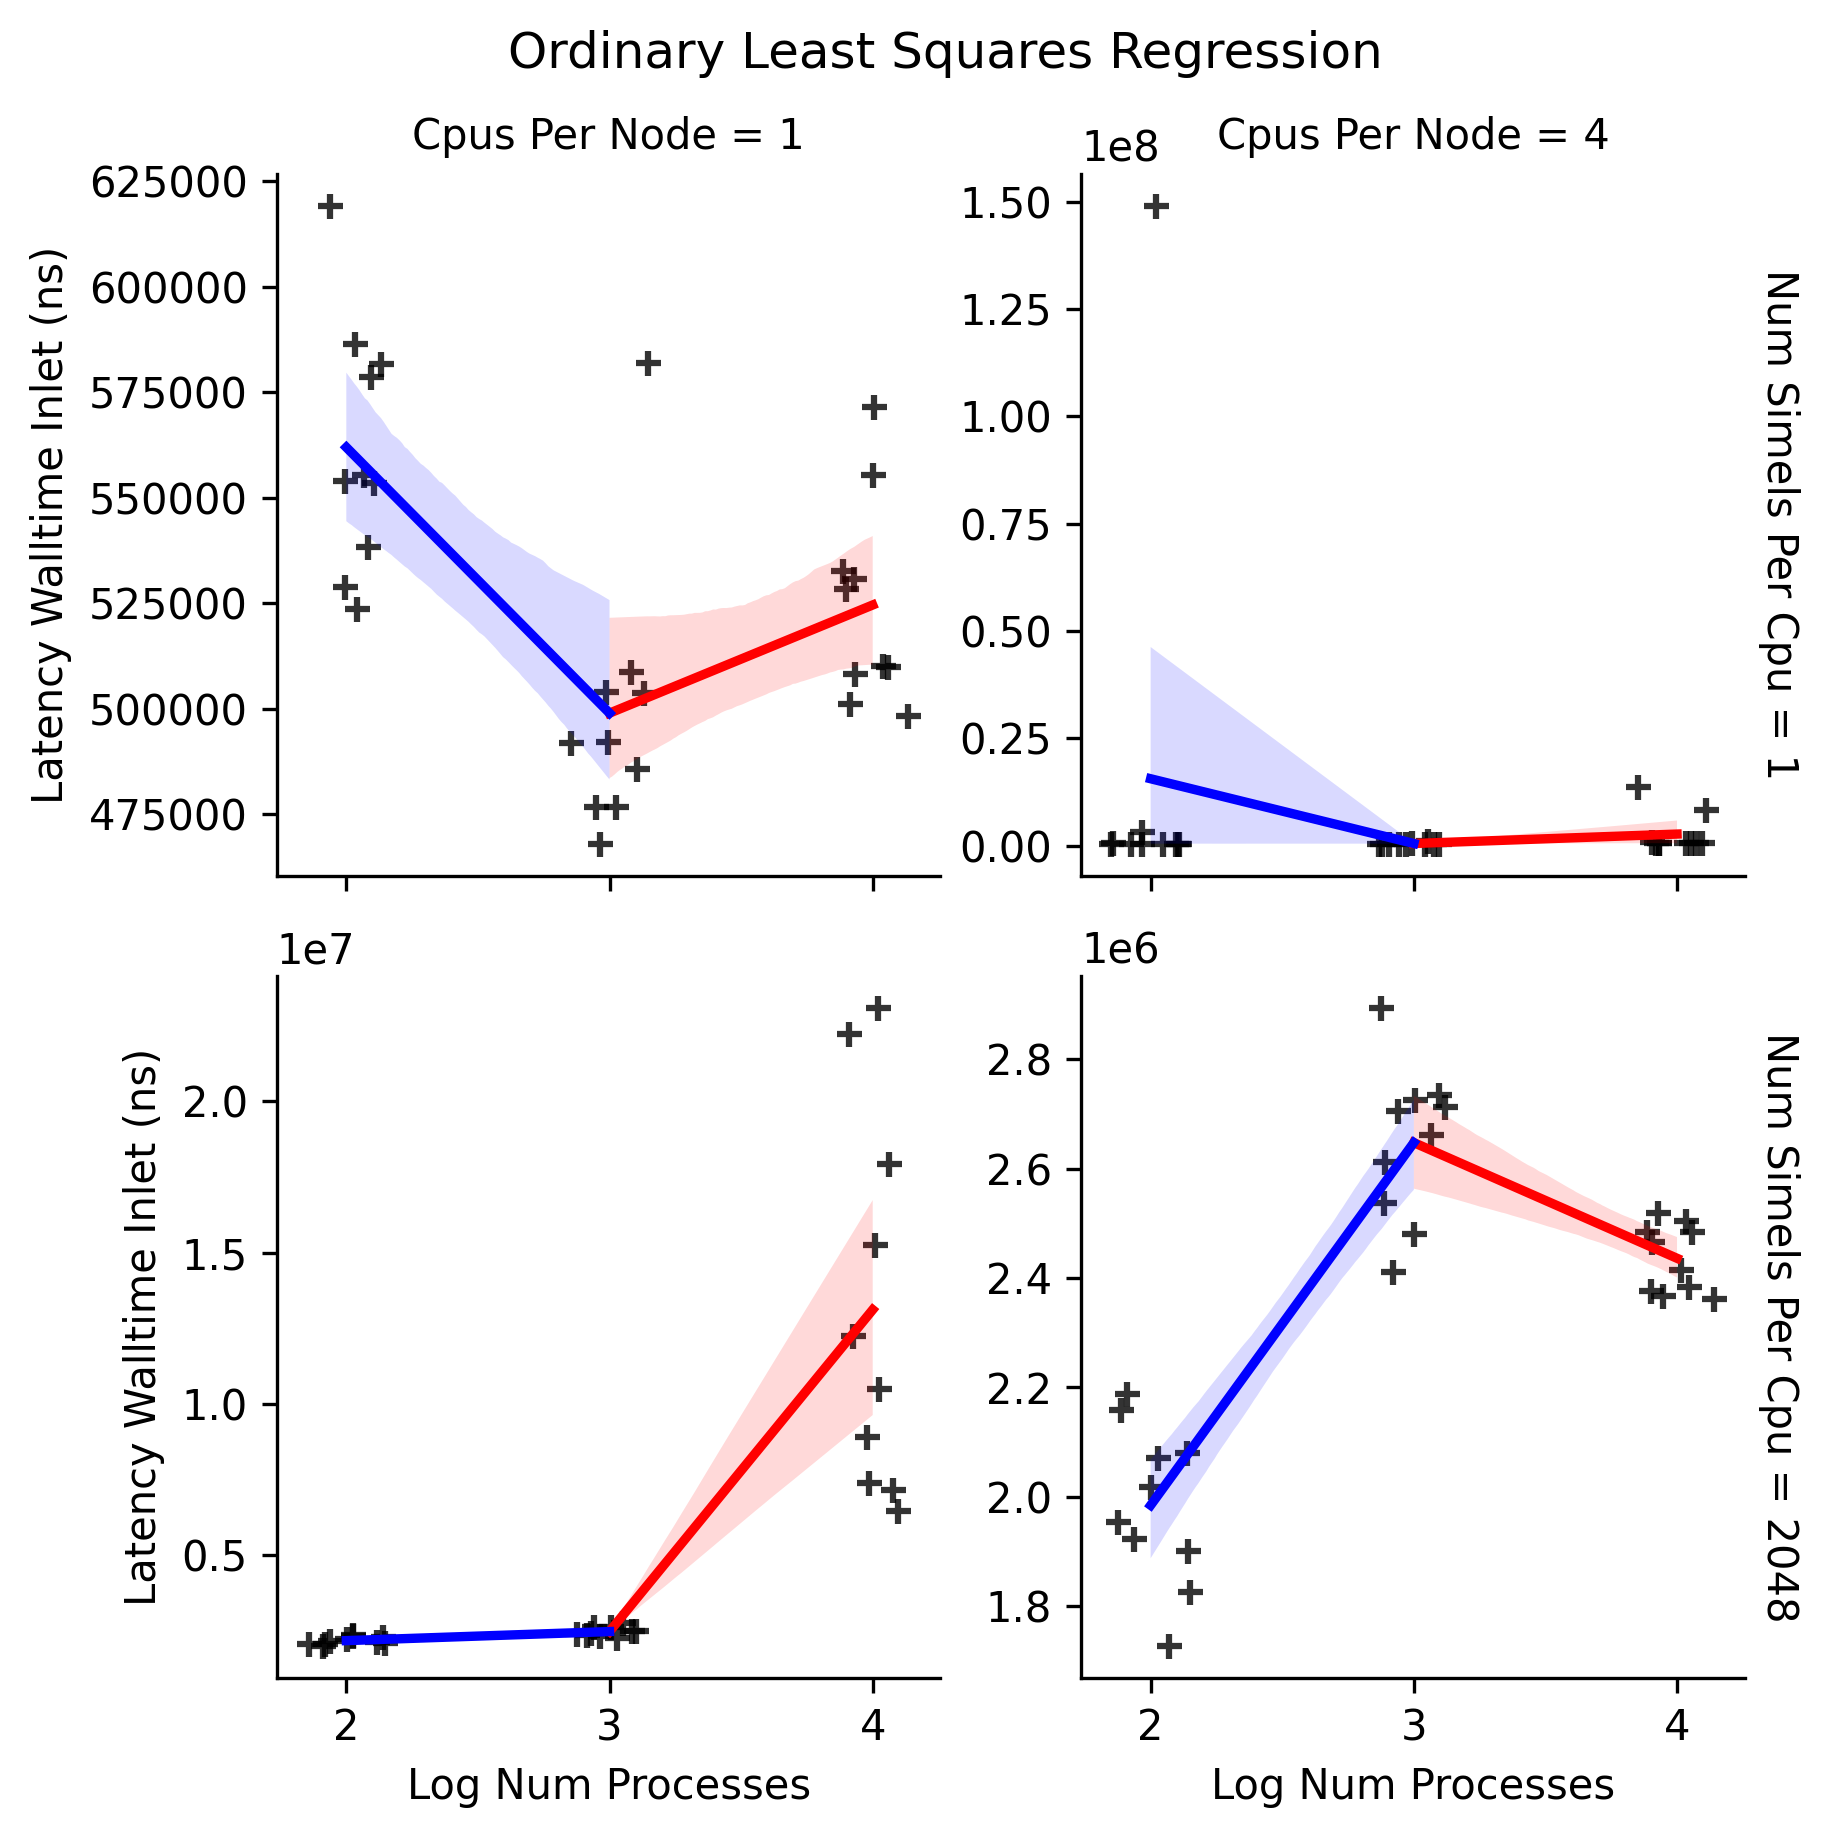 Ordinary Least Squares Regression
Cpus Per Node = 1
Cpus Per Node = 4
Latency Walltime Inlet (ns)
625000
600000
575000
550000
525000
500000
475000
1e8
1.50
1.25
1.00
0.75
0.50
0.25
0.00
Num Simels Per Cpu = 1
Latency Walltime Inlet (ns)
1e7
2.0
1.5
1.0
0.5
2
3
4
Log Num Processes
1e6
2.8
2.6
2.4
2.2
2.0
1.8
2
3
4
Log Num Processes
Num Simels Per Cpu = 2048